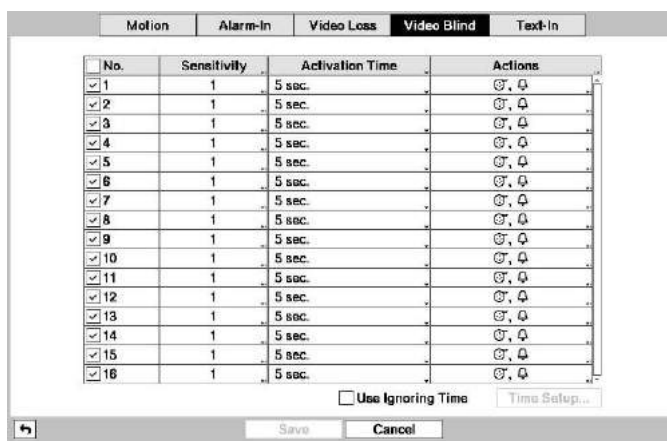 Motion Alarm-In Video Loss Video Blind Text-In
No. Sensitivity Activation Time Actions
1 1 5 sec.
2 1 5 sec.
3 1 5 sec.
4 1 5 sec.
5 1 5 sec.
6 1 5 sec.
7 1 5 sec.
8 1 5 sec.
9 1 5 sec.
10 1 5 sec.
11 1 5 sec.
12 1 5 sec.
13 1 5 sec.
14 1 5 sec.
15 1 5 sec.
16 1 5 sec.
Use Ignoring Time Time Setup...
Save Cancel